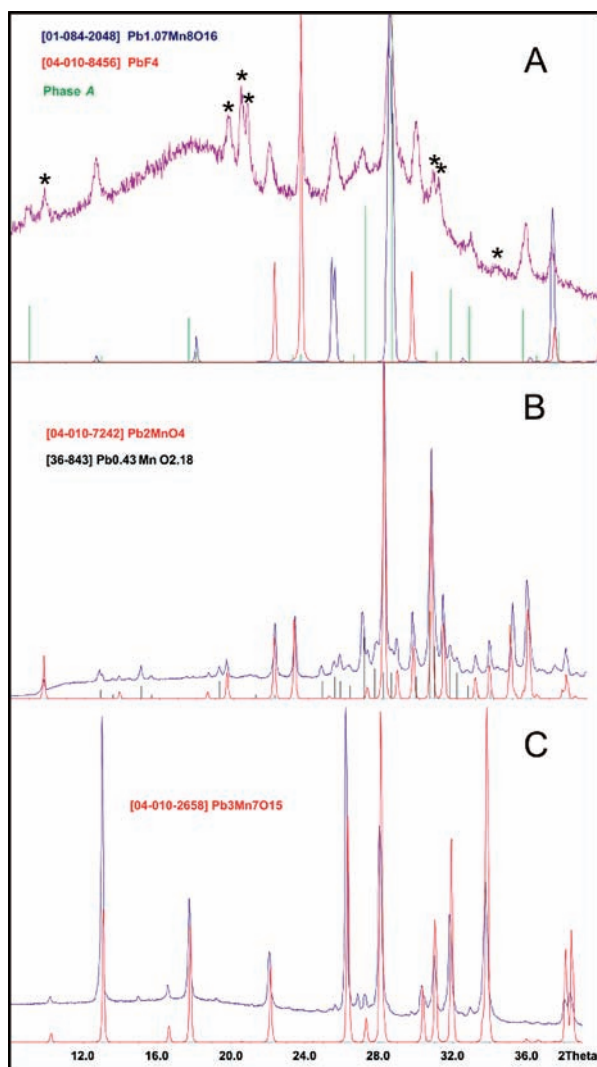 [01-084-2048] Pb1.07Mn8O16
A
[04-010-8456] PbF4
Phase A
* * * * * * *
B
[04-010-7242] Pb2MnO4
[36-843] Pb0.43 Mn O2.18
C
[04-010-2658] Pb3Mn7O15
12.0 16.0 20.0 24.0 28.0 32.0 36.0 2Theta